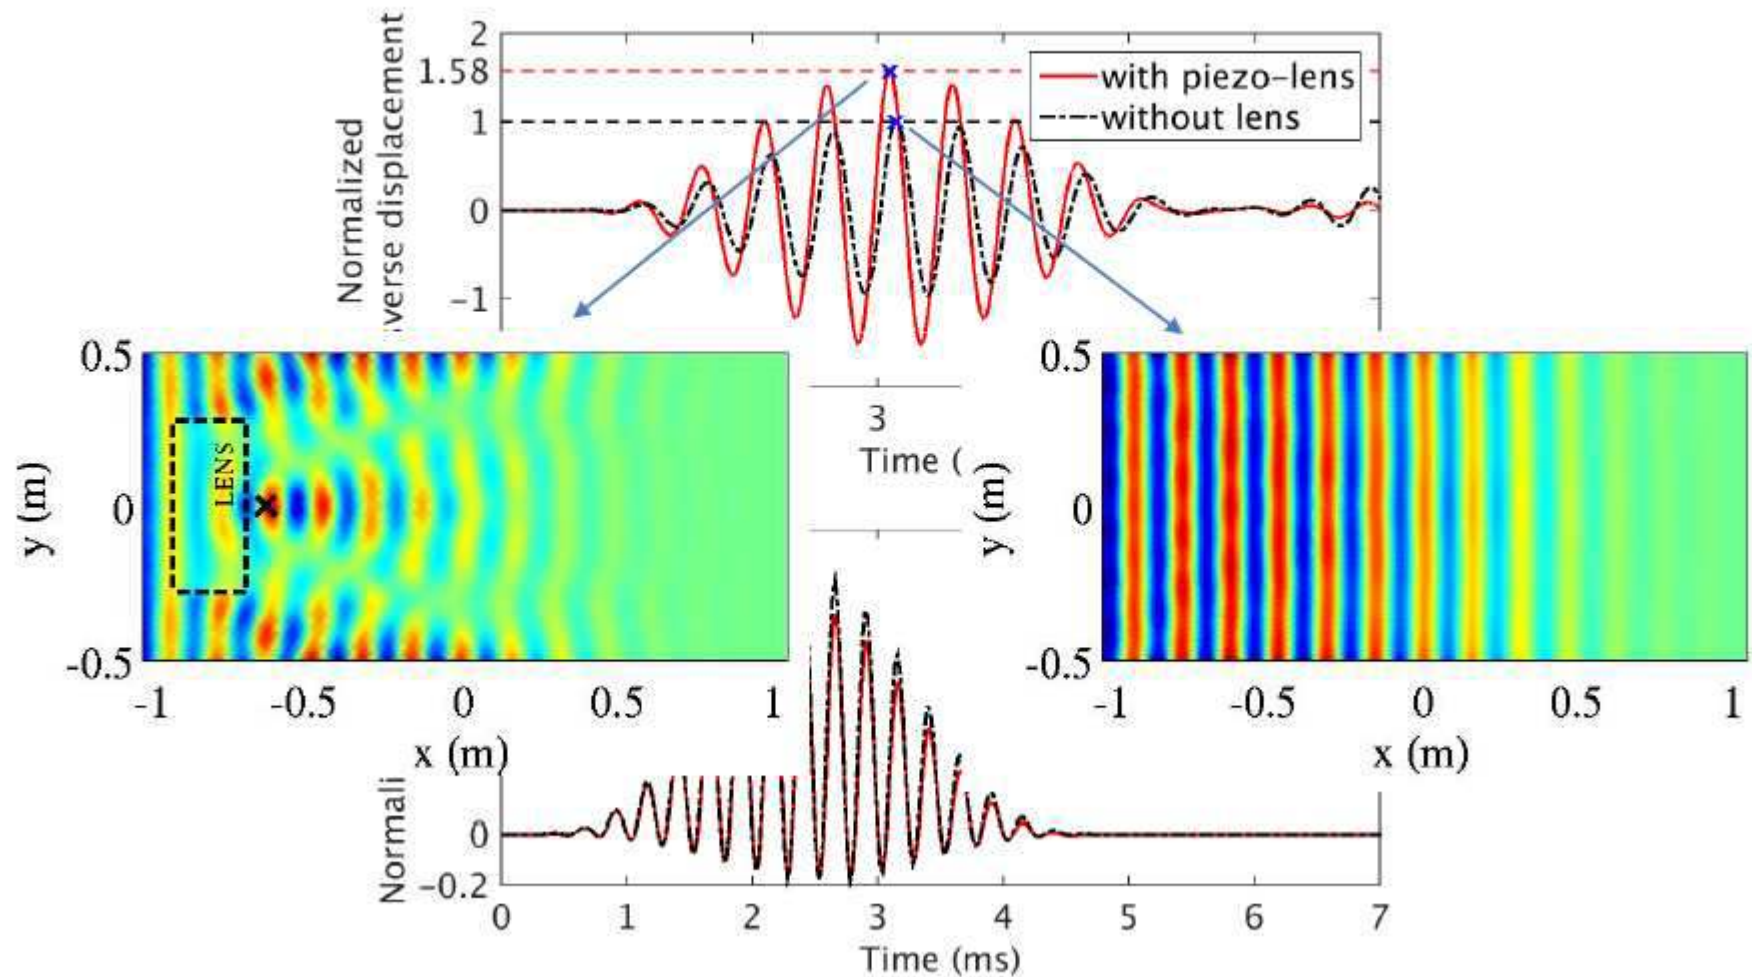 2
1.58
1
0
-1
Normalized
verse displacement
with piezo-lens
without lens
0.5
0
-0.5
y (m)
LENS
-1 -0.5 0 0.5 1
x (m)
3
Time (
0.5
0
-0.5
y (m)
-1 -0.5 0 0.5 1
x (m)
Normali
0
-0.2
0 1 2 3 4 5 6 7
Time (ms)